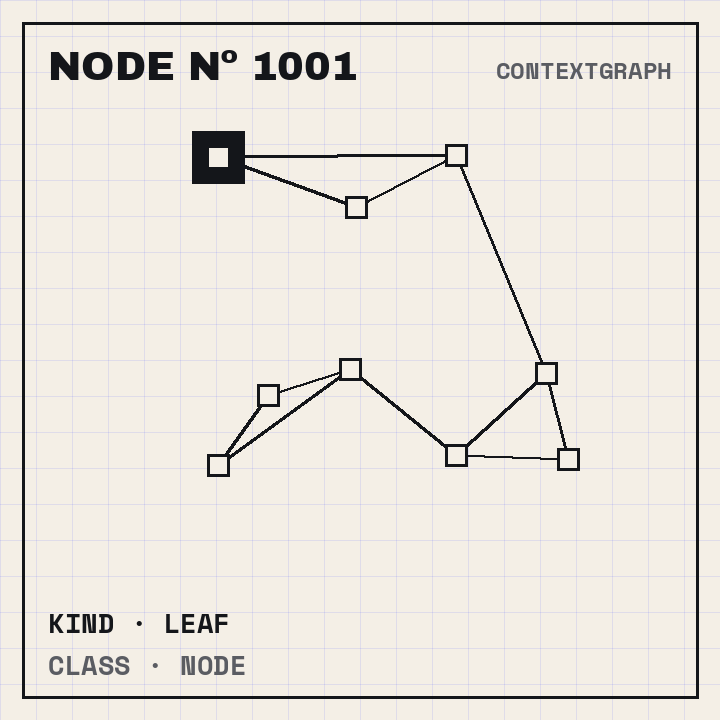 NODE Nº 1001
CONTEXTGRAPH
KIND · LEAF
CLASS · NODE